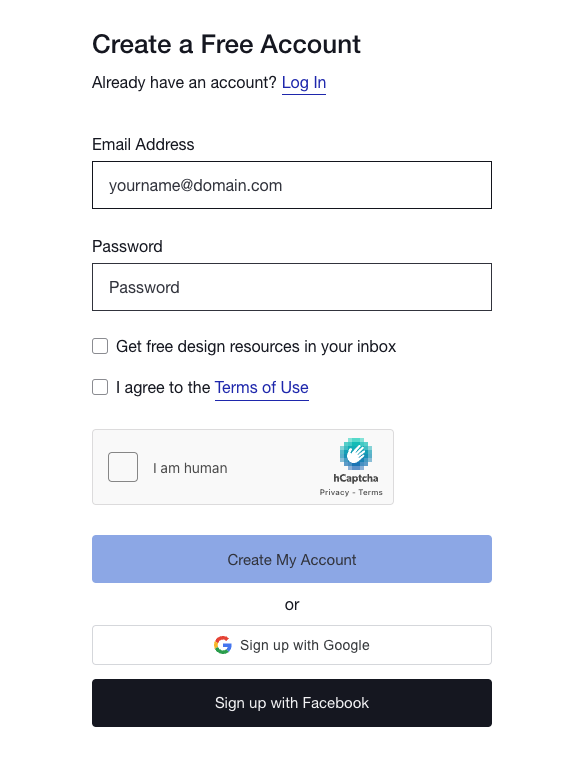 Create a Free Account
Already have an account? Log In
Email Address
yourname@domain.com
Password
Password
Get free design resources in your inbox
I agree to the Terms of Use
I am human
hCaptcha
Privacy - Terms
Create My Account
or
Sign up with Google
Sign up with Facebook